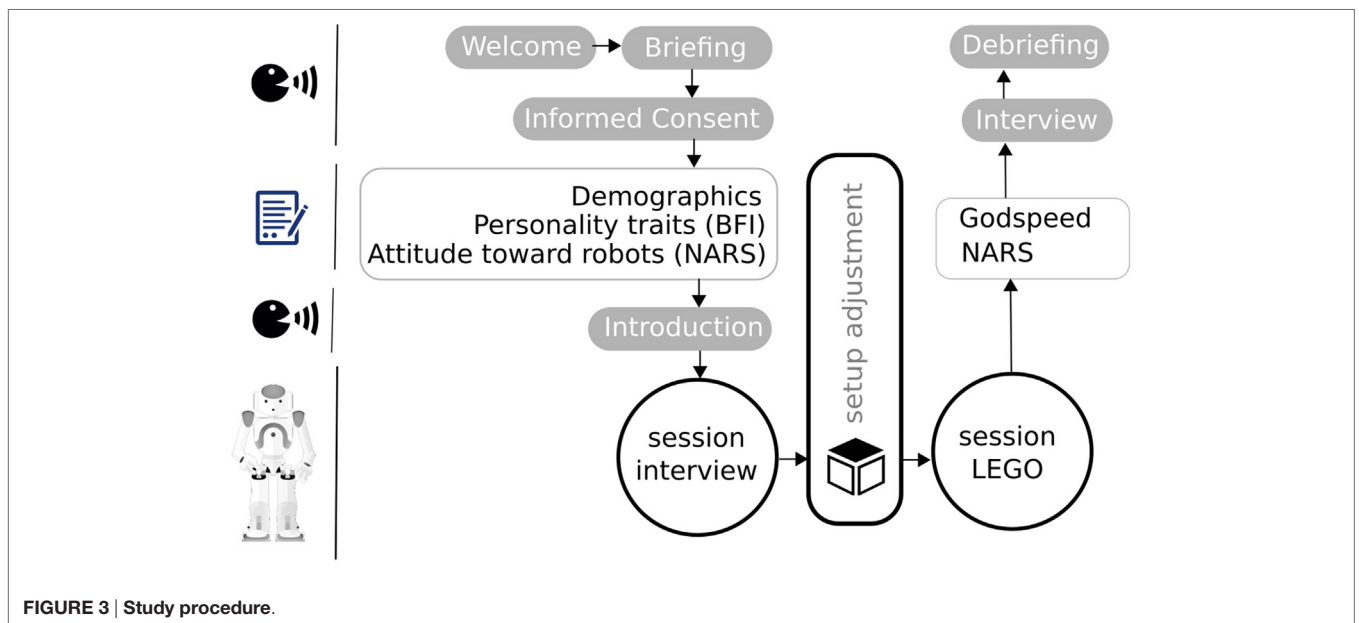 Welcome
Briefing
Informed Consent
Demographics
Personality traits (BFI)
Attitude toward robots (NARS)
Introduction
session
interview
setup adjustment
session
LEGO
Godspeed
NARS
Interview
Debriefing
FIGURE 3 | Study procedure.